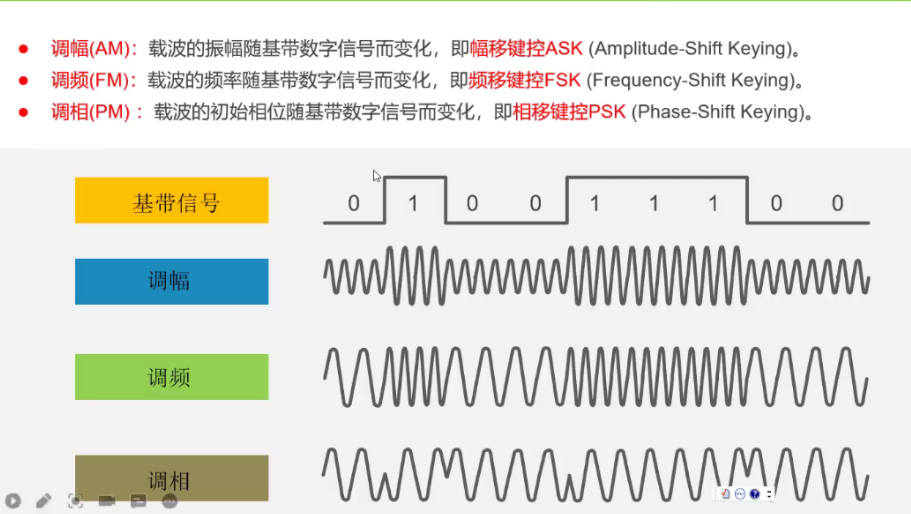 调幅(AM)：载波的振幅随基带数字信号而变化，即幅移键控ASK (Amplitude-Shift Keying)。
调频(FM)：载波的频率随基带数字信号而变化，即频移键控FSK (Frequency-Shift Keying)。
调相(PM) ：载波的初始相位随基带数字信号而变化，即相移键控PSK (Phase-Shift Keying)。
基带信号
0 1 0 0 1 1 1 0 0
调幅
调频
调相